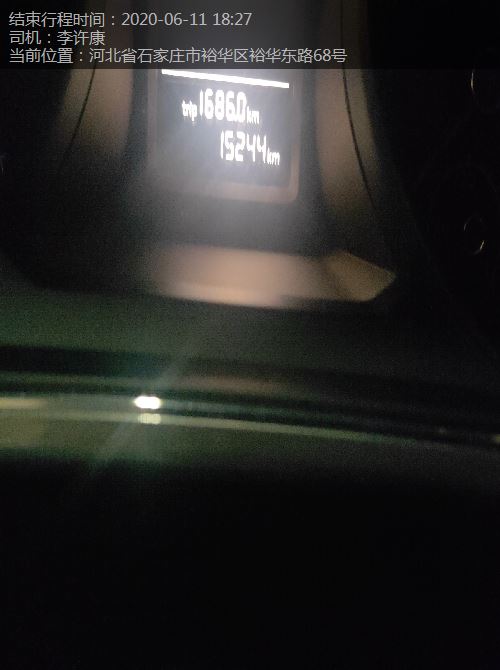 结束行程时间：2020-06-11 18:27
司机：李许康
当前位置：河北省石家庄市裕华区裕华东路68号
trip 1686.0 km
15244 km